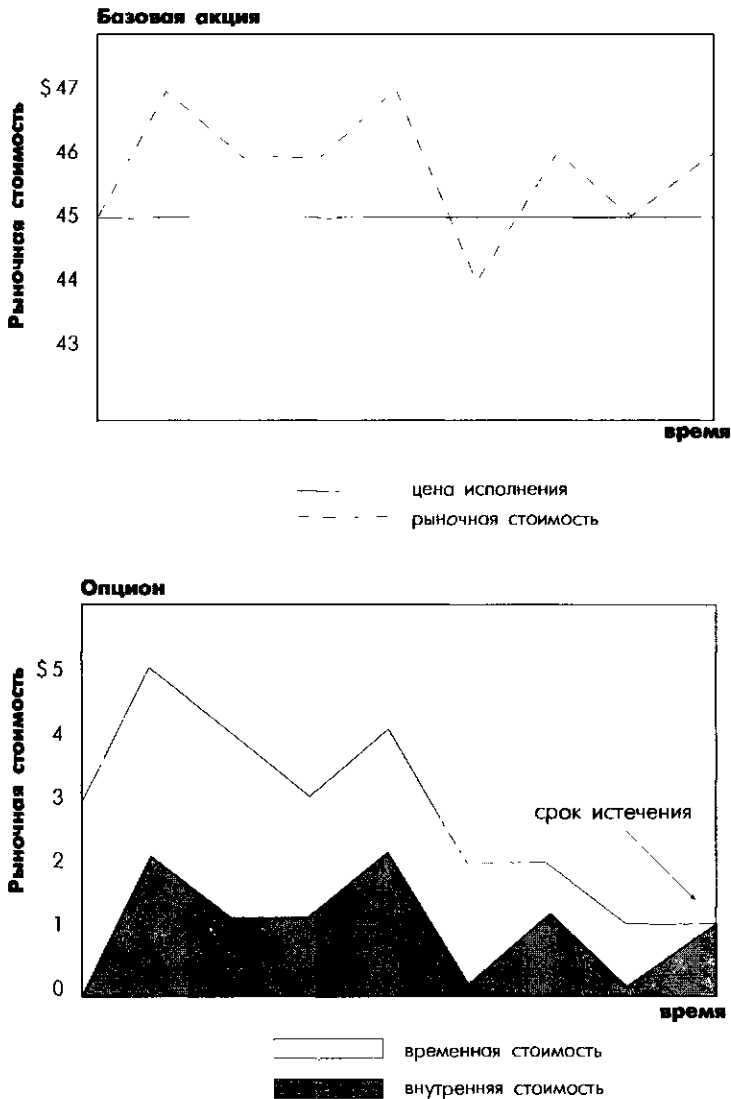 Базовая акция
Рыночная стоимость
$ 47
46
45
44
43
время
цена исполнения
рыночная стоимость
Опцион
Рыночная стоимость
$ 5
4
3
2
1
0
срок истечения
время
временная стоимость
внутренняя стоимость